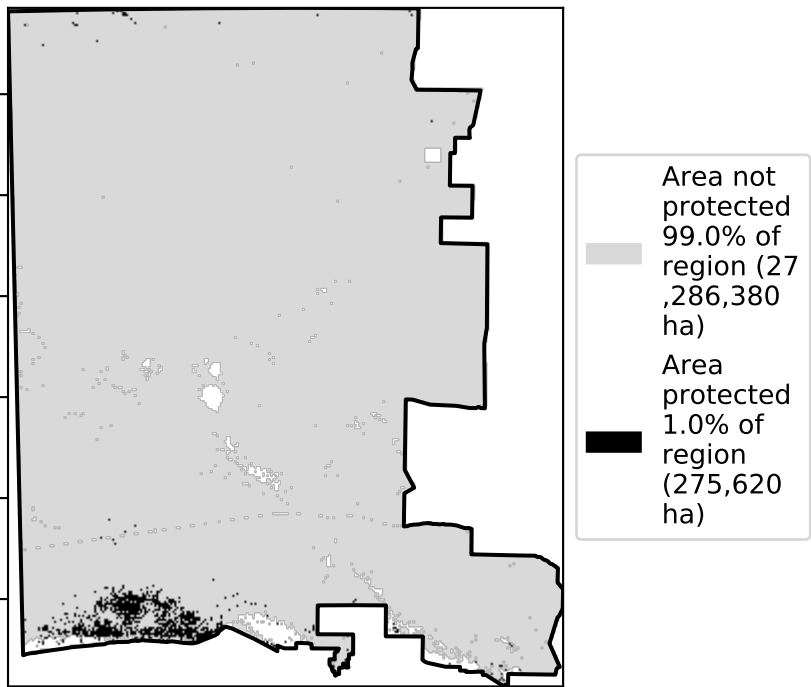 Area not
protected
99.0% of
region (27
,286,380
ha)
Area
protected
1.0% of
region
(275,620
ha)